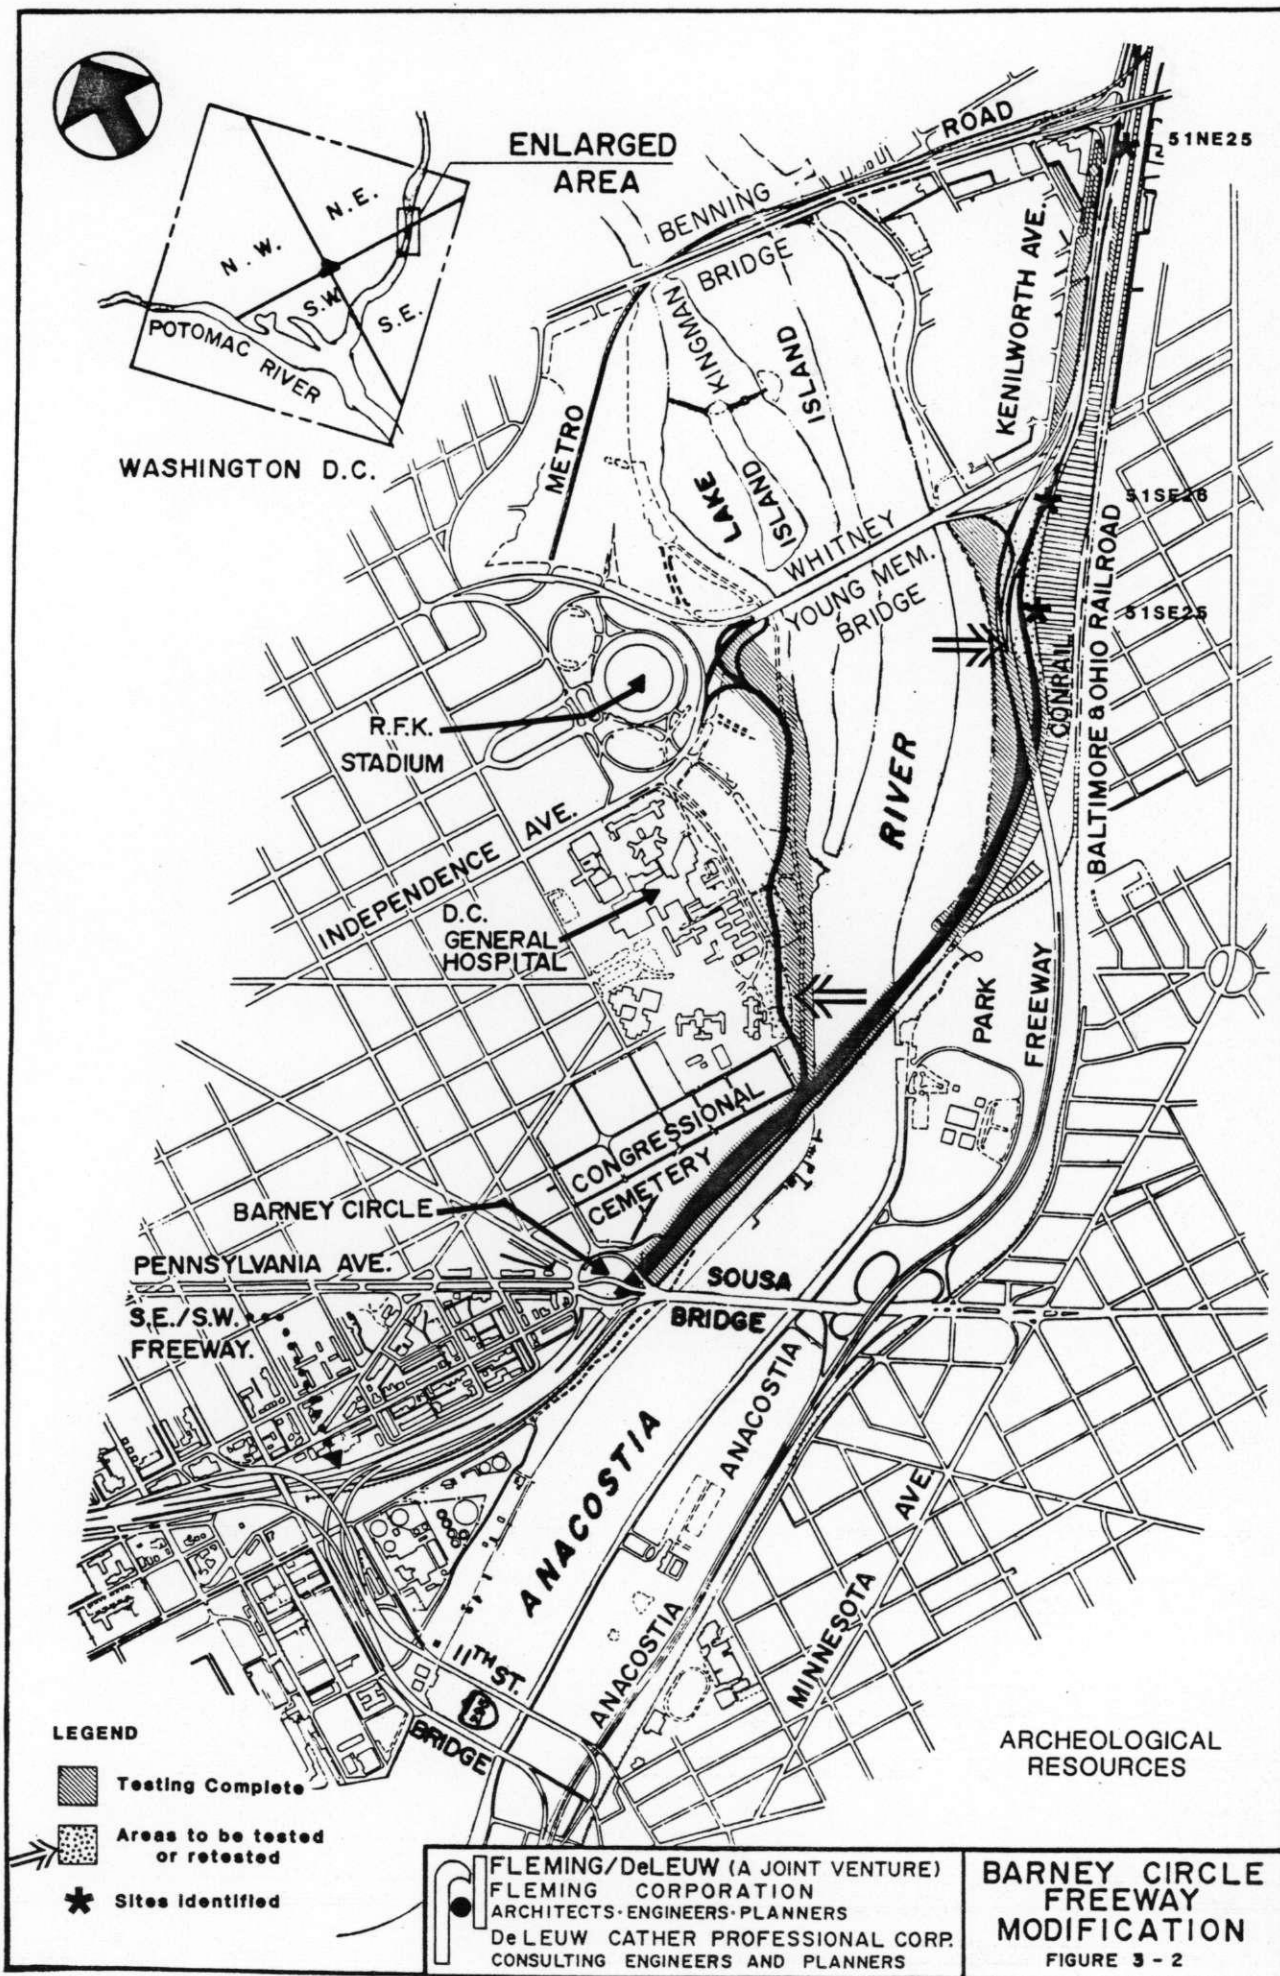 ENLARGED
AREA
N.E.
N.W.
S.W.
S.E.
POTOMAC RIVER
WASHINGTON D.C.
BENNING ROAD
BRIDGE
51NE25
KENILWORTH AVE.
KINGMAN
ISLAND
LAKE
ISLAND
METRO
WHITNEY
YOUNG MEM.
BRIDGE
51SE26
51SE25
CONRAIL
BALTIMORE & OHIO RAILROAD
R.F.K.
STADIUM
RIVER
INDEPENDENCE AVE.
D.C.
GENERAL
HOSPITAL
PARK
FREEWAY
CONGRESSIONAL
CEMETERY
BARNEY CIRCLE
PENNSYLVANIA AVE.
S.E./S.W.
FREEWAY.
SOUSA
BRIDGE
ANACOSTIA
ANACOSTIA
ANACOSTIA
MINNESOTA AVE.
11TH ST.
BRIDGE
ARCHEOLOGICAL
RESOURCES
LEGEND
Testing Complete
Areas to be tested
or retested
Sites identified
FLEMING/DeLEUW (A JOINT VENTURE)
FLEMING CORPORATION
ARCHITECTS·ENGINEERS·PLANNERS
De LEUW CATHER PROFESSIONAL CORP.
CONSULTING ENGINEERS AND PLANNERS
BARNEY CIRCLE
FREEWAY
MODIFICATION
FIGURE 3 - 2